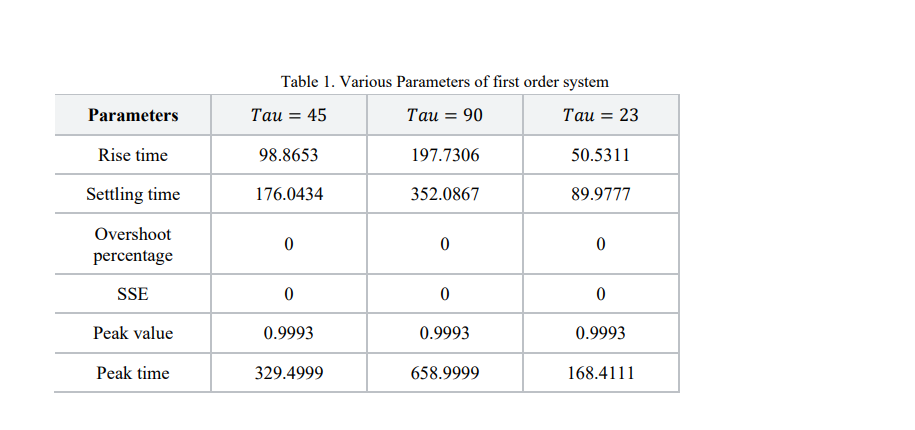 Table 1. Various Parameters of first order system
Parameters Tau = 45 Tau = 90 Tau = 23
Rise time 98.8653 197.7306 50.5311
Settling time 176.0434 352.0867 89.9777
Overshoot
percentage 0 0 0
SSE 0 0 0
Peak value 0.9993 0.9993 0.9993
Peak time 329.4999 658.9999 168.4111